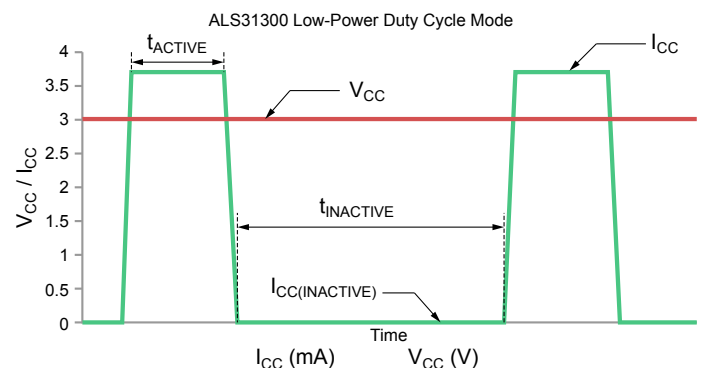 ALS31300 Low-Power Duty Cycle Mode
tACTIVE
ICC
VCC
VCC / ICC
4
3.5
3
2.5
2
1.5
1
0.5
0
tINACTIVE
ICC(INACTIVE)
Time
ICC (mA) VCC (V)